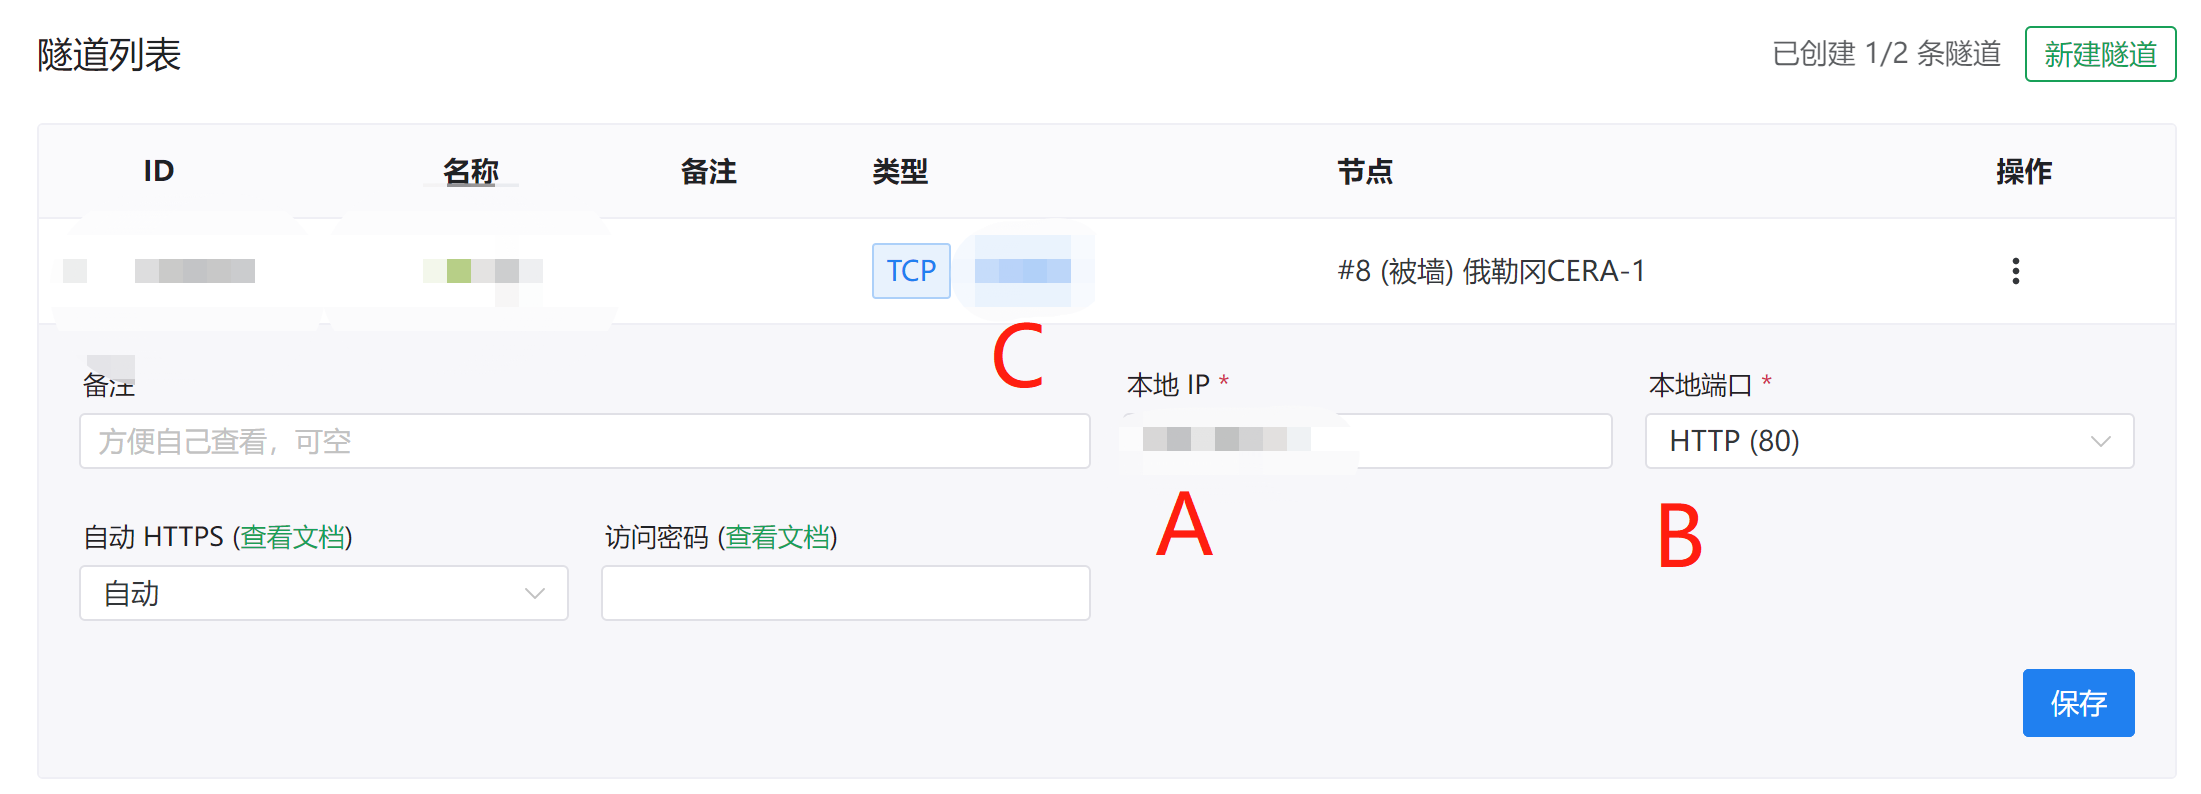 隧道列表
已创建 1/2 条隧道 新建隧道
ID 名称 备注 类型 节点 操作
TCP #8 (被墙) 俄勒冈CERA-1
C
备注 本地 IP * 本地端口 *
方便自己查看，可空 HTTP (80)
A B
自动 HTTPS (查看文档) 访问密码 (查看文档)
自动
保存